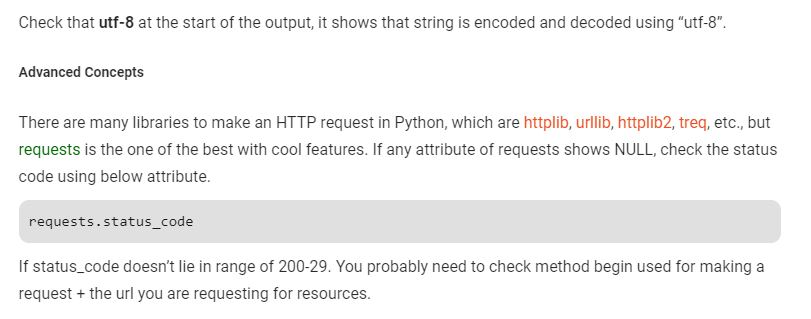 Check that utf-8 at the start of the output, it shows that string is encoded and decoded using “utf-8”.
Advanced Concepts
There are many libraries to make an HTTP request in Python, which are httplib, urllib, httplib2, treq, etc., but
requests is the one of the best with cool features. If any attribute of requests shows NULL, check the status
code using below attribute.
requests.status_code
If status_code doesn’t lie in range of 200-29. You probably need to check method begin used for making a
request + the url you are requesting for resources.